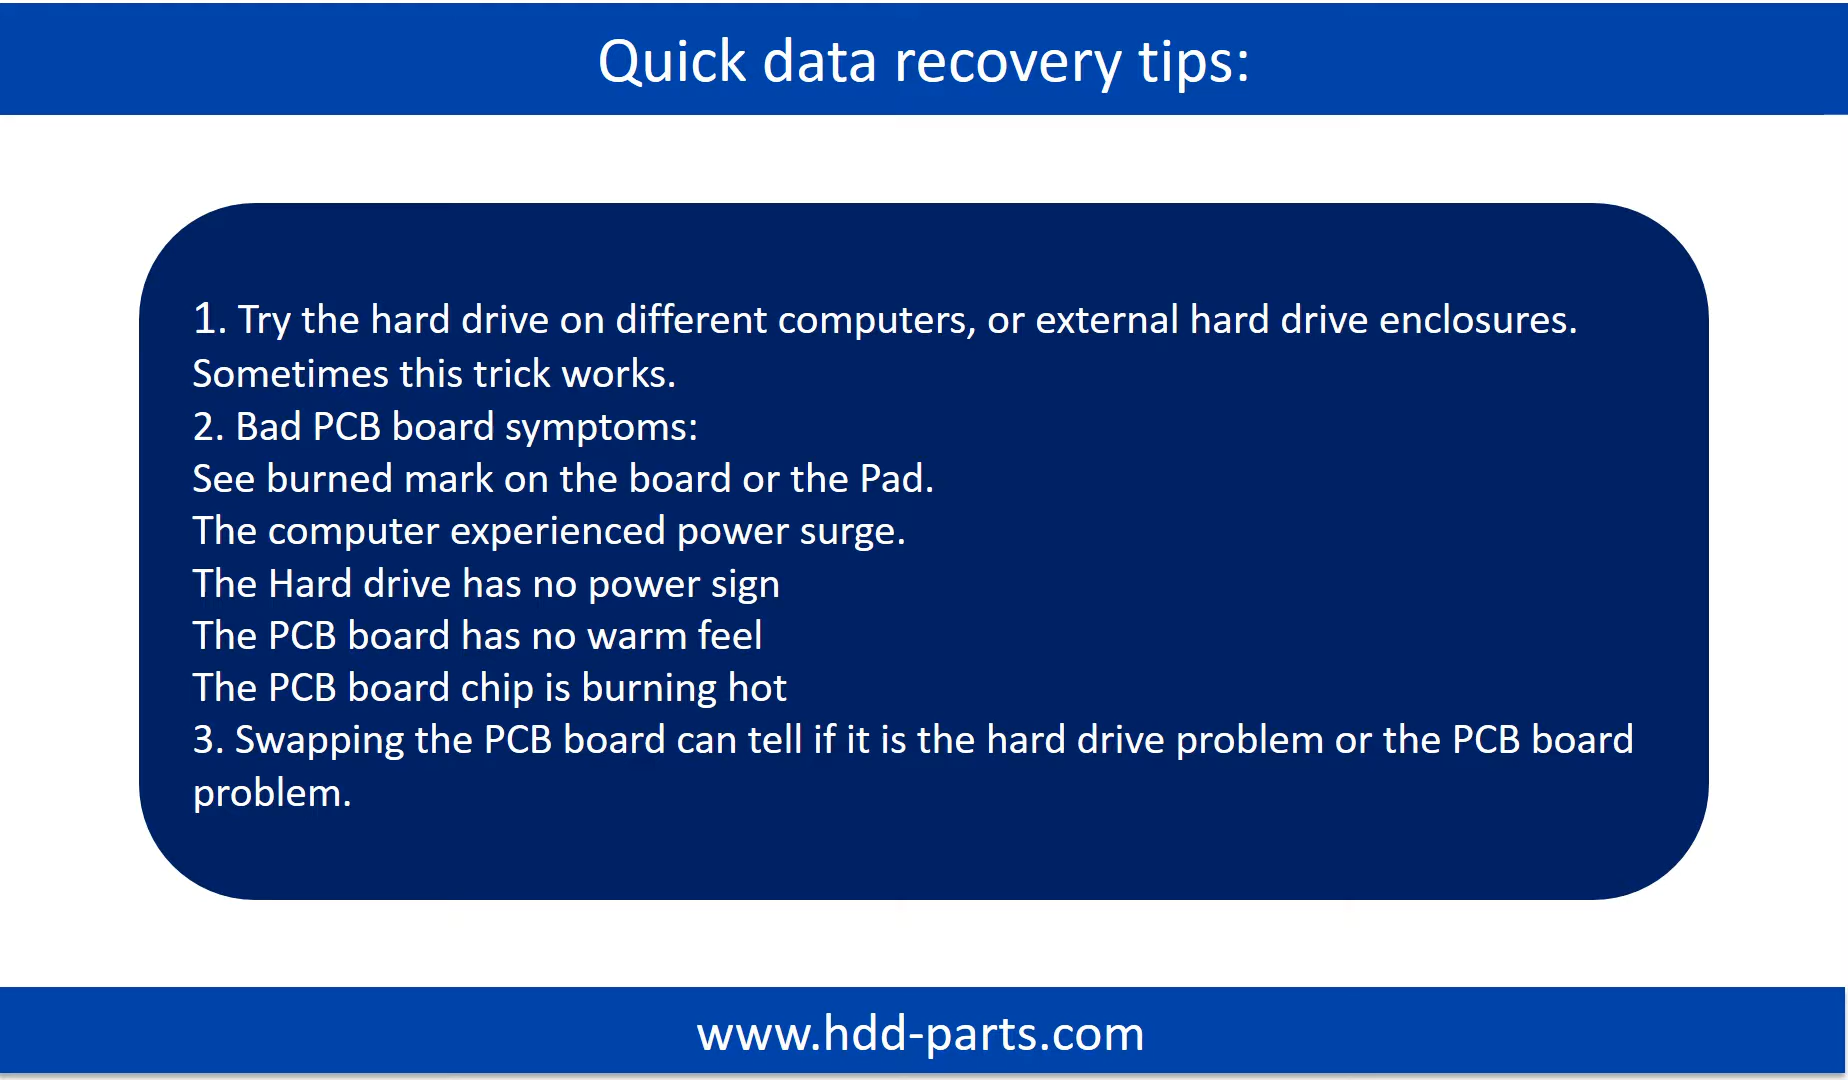 Quick data recovery tips:
1. Try the hard drive on different computers, or external hard drive enclosures.
Sometimes this trick works.
2. Bad PCB board symptoms:
See burned mark on the board or the Pad.
The computer experienced power surge.
The Hard drive has no power sign
The PCB board has no warm feel
The PCB board chip is burning hot
3. Swapping the PCB board can tell if it is the hard drive problem or the PCB board
problem.
www.hdd-parts.com